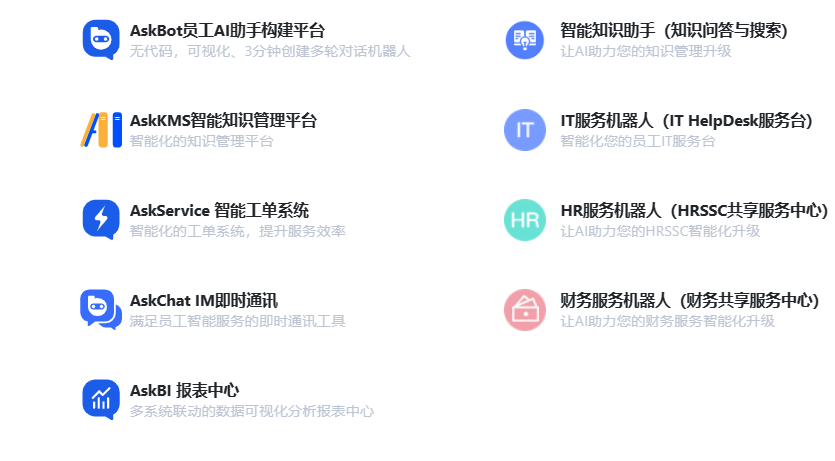 AskBot员工AI助手构建平台
无代码，可视化、3分钟创建多轮对话机器人
AskKMS智能知识管理平台
智能化的知识管理平台
AskService 智能工单系统
智能化的工单系统，提升服务效率
AskChat IM即时通讯
满足员工智能服务的即时通讯工具
AskBI 报表中心
多系统联动的数据可视化分析报表中心
智能知识助手（知识问答与搜索）
让AI助力您的知识管理升级
IT
IT服务机器人（IT HelpDesk服务台）
智能化您的员工IT服务台
HR
HR服务机器人（HRSSC共享服务中心）
让AI助力您的HRSSC智能化升级
财务服务机器人（财务共享服务中心）
让AI助力您的财务服务智能化升级